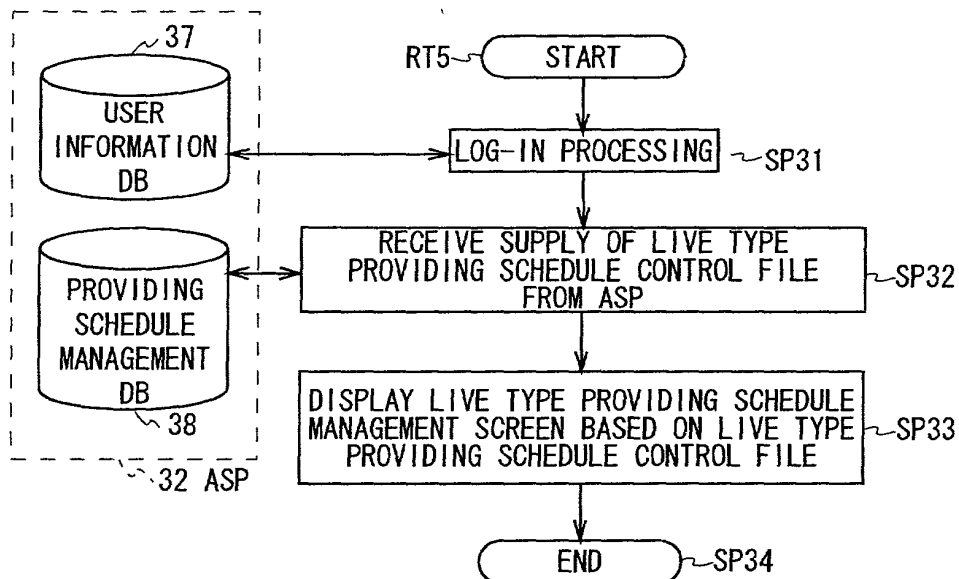 37
USER
INFORMATION
DB
PROVIDING
SCHEDULE
MANAGEMENT
DB
38
32 ASP
RT5
START
LOG-IN PROCESSING
SP31
RECEIVE SUPPLY OF LIVE TYPE
PROVIDING SCHEDULE CONTROL FILE
FROM ASP
SP32
DISPLAY LIVE TYPE PROVIDING SCHEDULE
MANAGEMENT SCREEN BASED ON LIVE TYPE
PROVIDING SCHEDULE CONTROL FILE
SP33
END
SP34